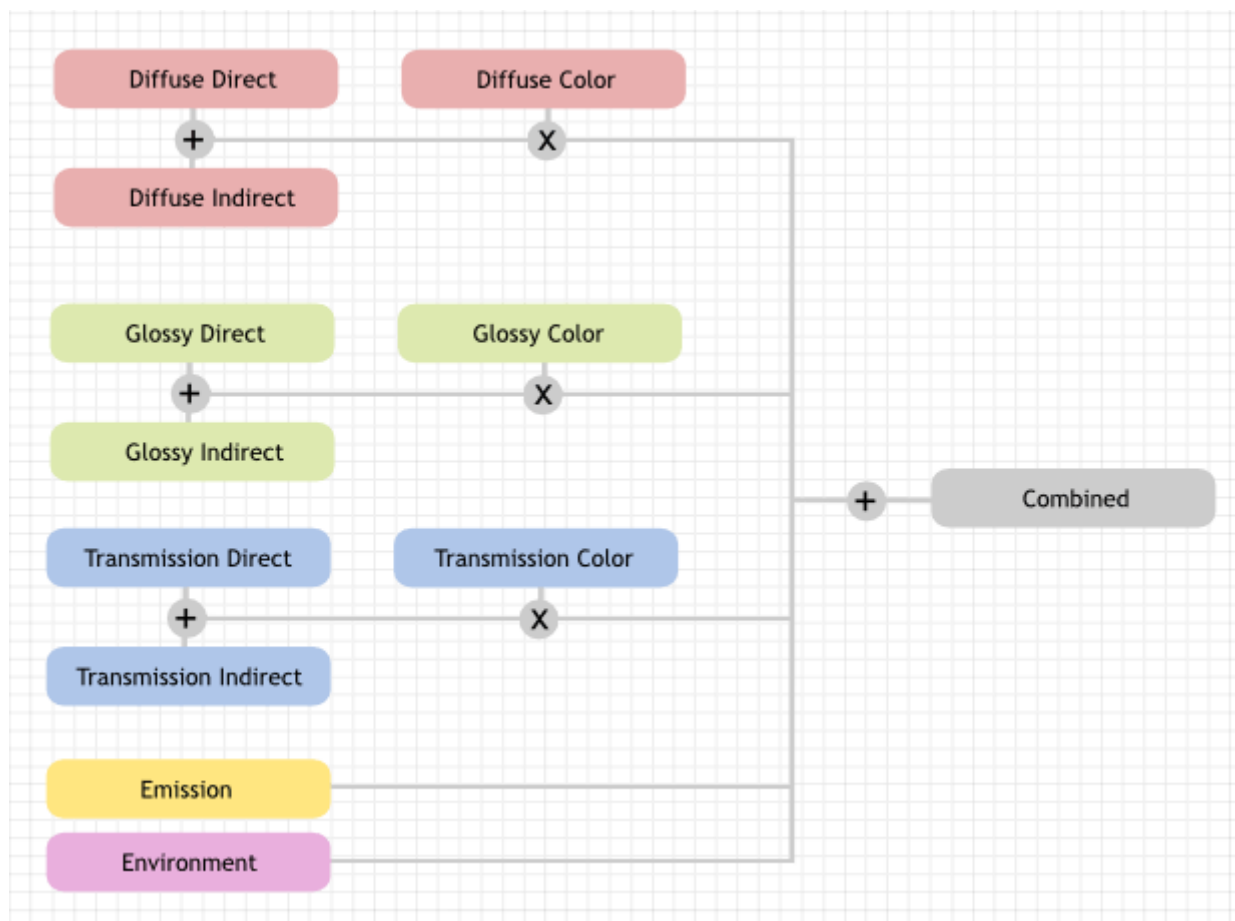 Diffuse Direct
Diffuse Color
+
X
Diffuse Indirect
Glossy Direct
Glossy Color
+
X
Glossy Indirect
+
Combined
Transmission Direct
Transmission Color
+
X
Transmission Indirect
Emission
Environment